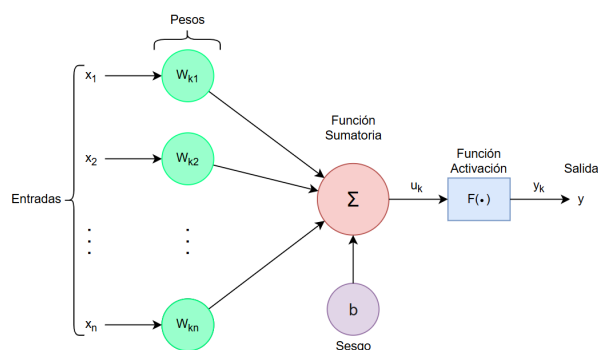 Pesos
x1
Wk1
x2
Wk2
Entradas
xn
Wkn
Función
Sumatoria
Σ
b
Sesgo
uk
Función
Activación
F(•)
yk
Salida
y